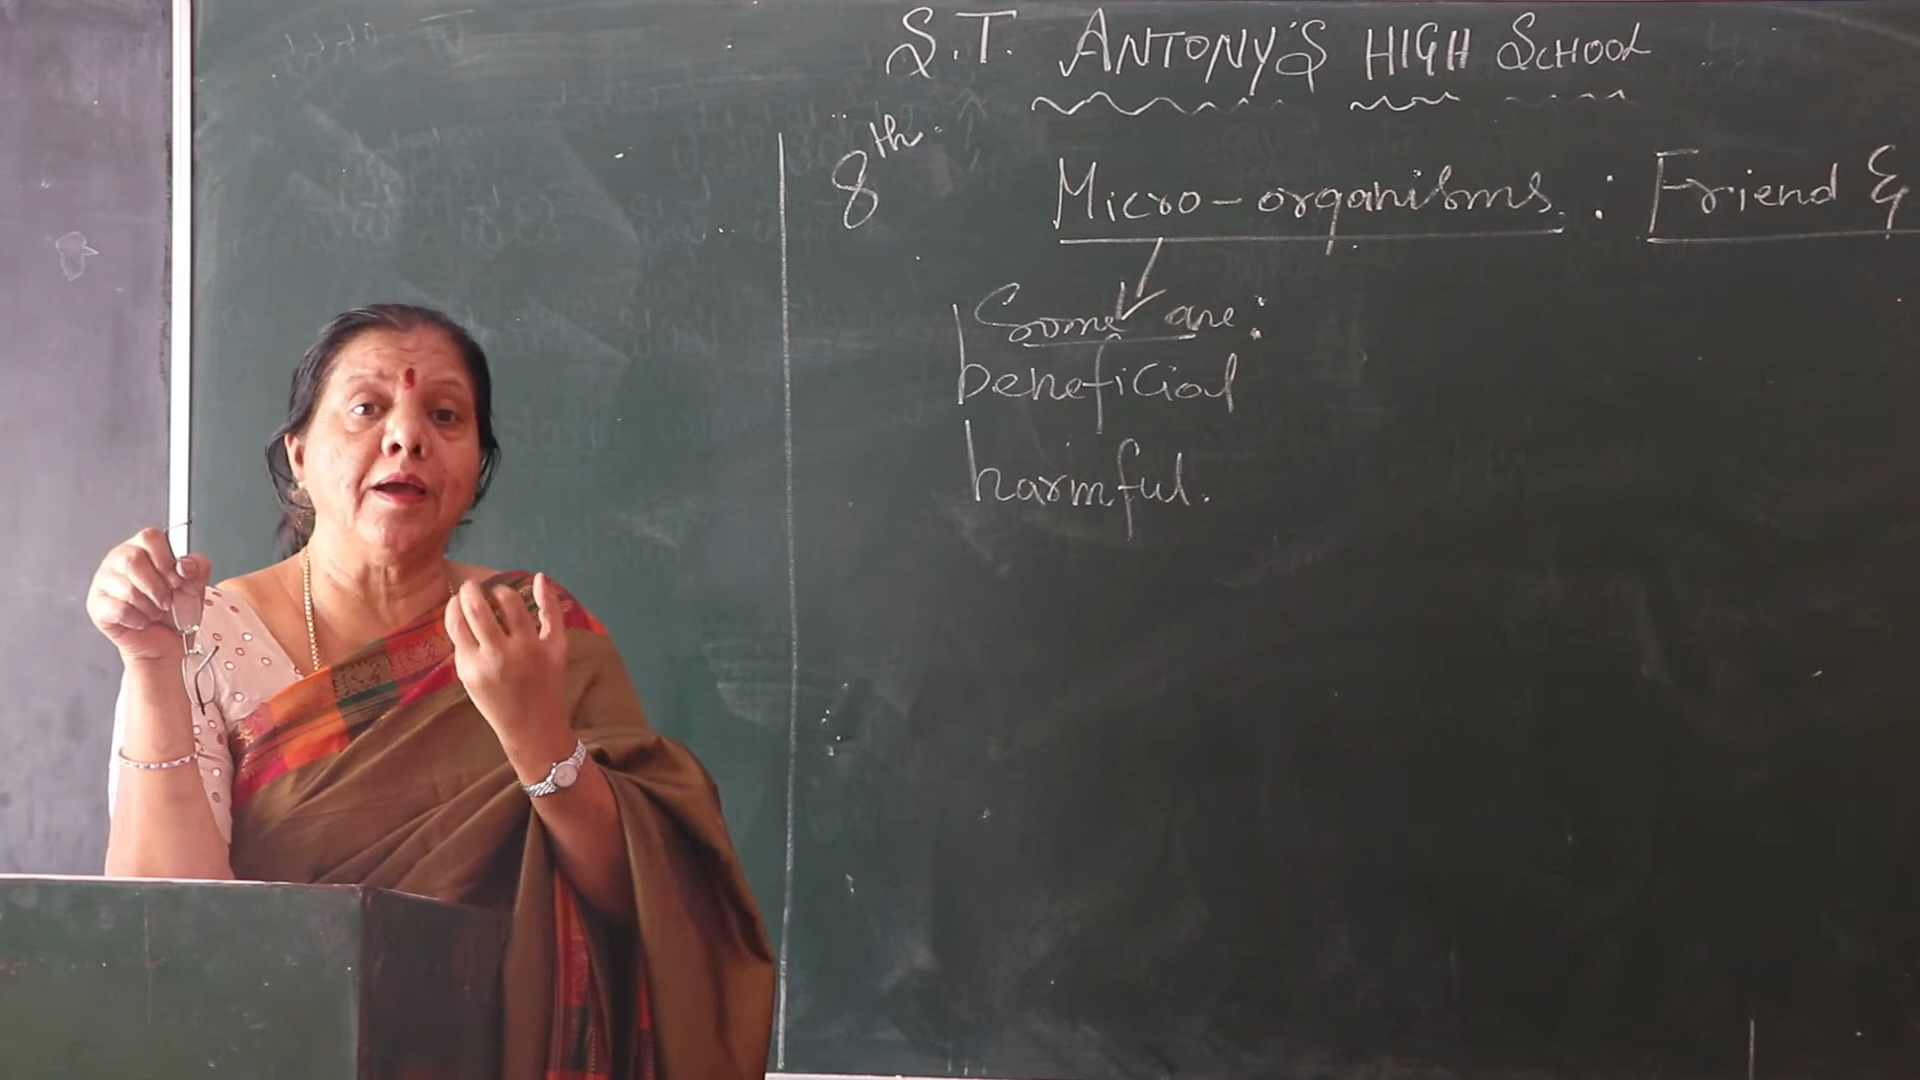 S.T. ANTONY'S HIGH SCHOOL
8th Micro-organisms : Friend &
Some are:
beneficial
harmful.